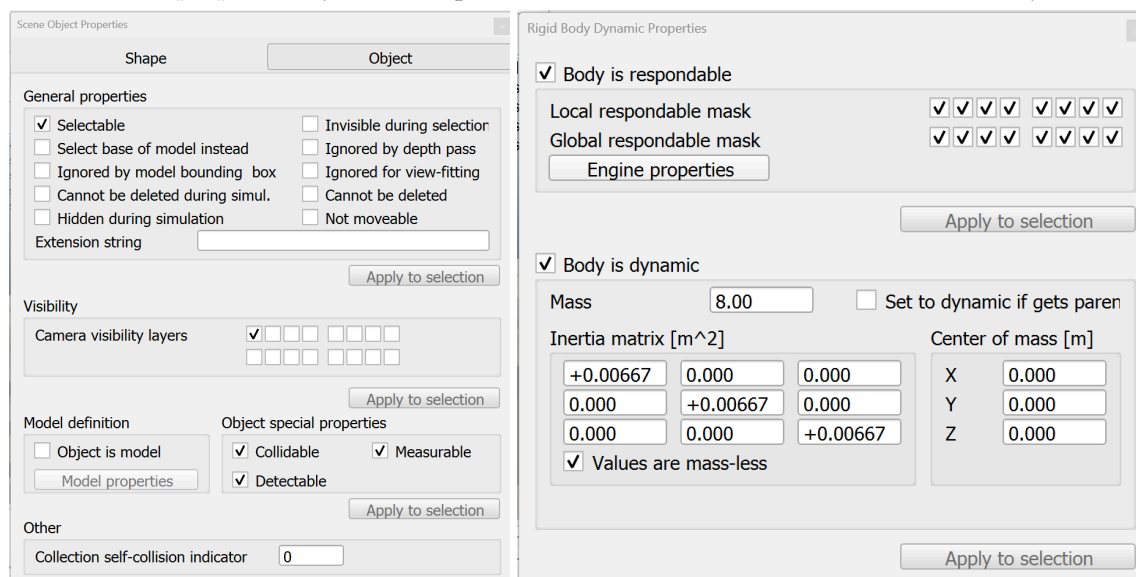 Scene Object Properties
Shape
Object
General properties
Selectable
Invisible during selection
Select base of model instead
Ignored by depth pass
Ignored by model bounding box
Ignored for view-fitting
Cannot be deleted during simul.
Cannot be deleted
Hidden during simulation
Not moveable
Extension string
Apply to selection
Visibility
Camera visibility layers
Apply to selection
Model definition
Object special properties
Object is model
Collidable
Measurable
Model properties
Detectable
Apply to selection
Other
Collection self-collision indicator
0
Rigid Body Dynamic Properties
Body is respondable
Local respondable mask
Global respondable mask
Engine properties
Apply to selection
Body is dynamic
Mass
8.00
Set to dynamic if gets paren
Inertia matrix [m^2]
Center of mass [m]
+0.00667
0.000
0.000
X
0.000
0.000
+0.00667
0.000
Y
0.000
0.000
0.000
+0.00667
Z
0.000
Values are mass-less
Apply to selection